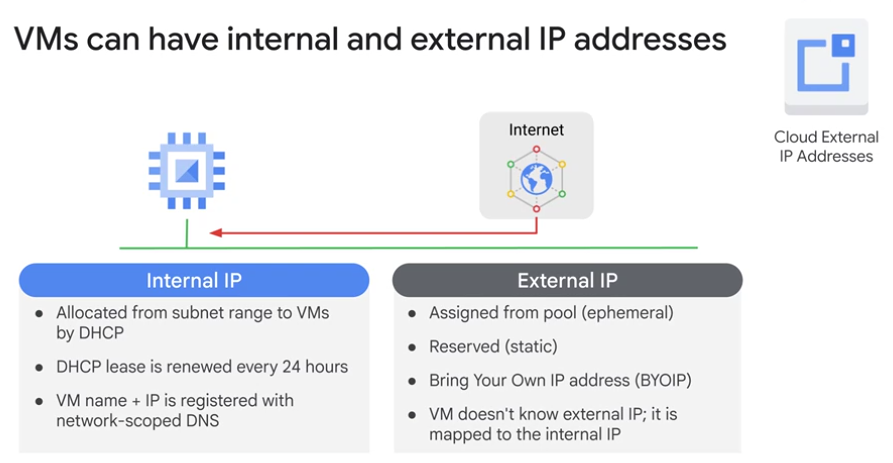 VMs can have internal and external IP addresses
Cloud External
IP Addresses
Internet
Internal IP
• Allocated from subnet range to VMs
by DHCP
• DHCP lease is renewed every 24 hours
• VM name + IP is registered with
network-scoped DNS
External IP
• Assigned from pool (ephemeral)
• Reserved (static)
• Bring Your Own IP address (BYOIP)
• VM doesn't know external IP; it is
mapped to the internal IP